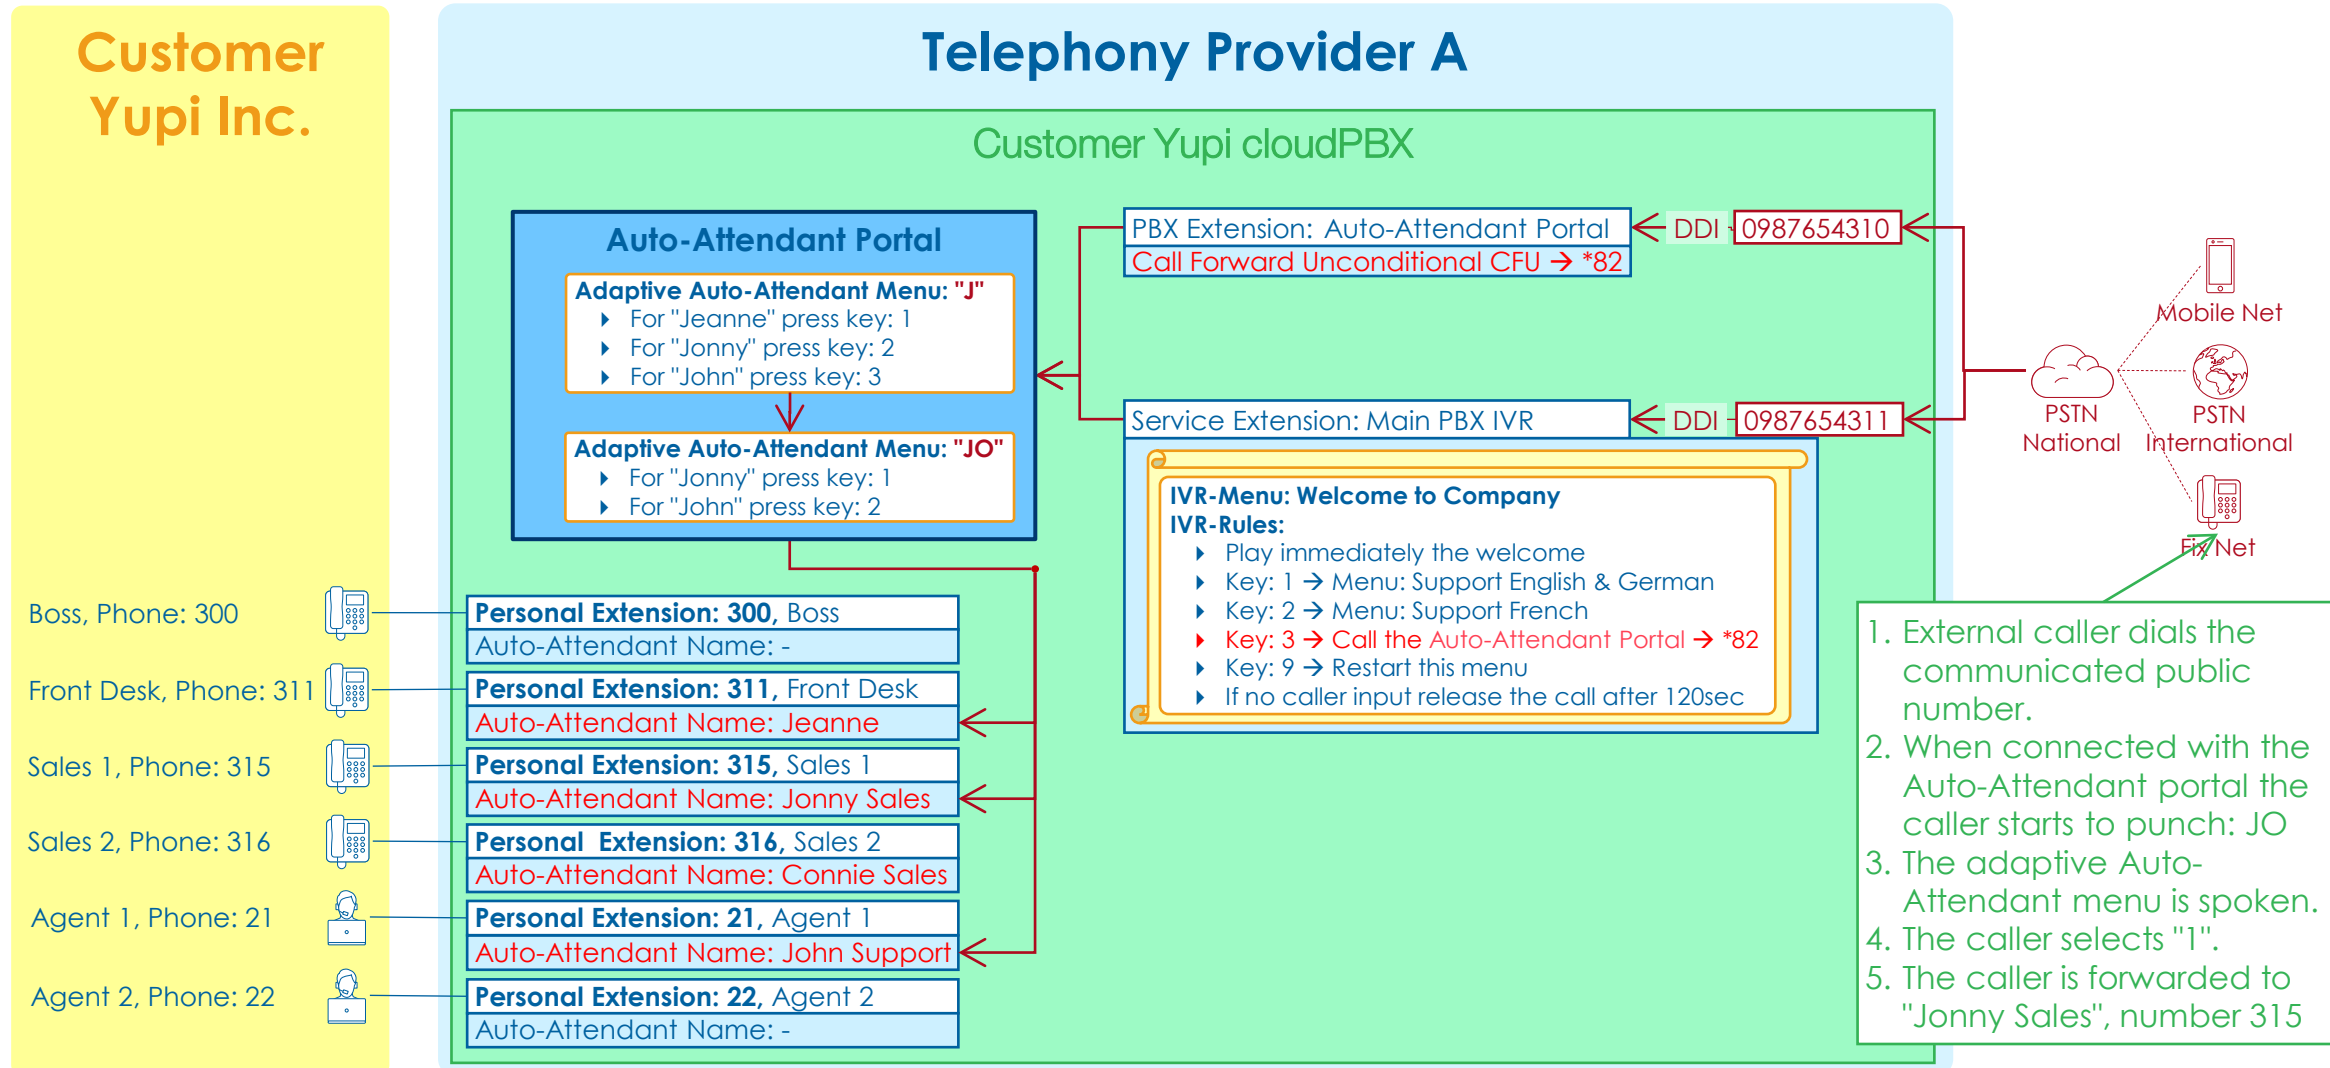 Customer
Yupi Inc.
Telephony Provider A
Customer Yupi cloudPBX
Auto-Attendant Portal
Adaptive Auto-Attendant Menu: "J"
For "Jeanne" press key: 1
For "Jonny" press key: 2
For "John" press key: 3
Adaptive Auto-Attendant Menu: "JO"
For "Jonny" press key: 1
For "John" press key: 2
PBX Extension: Auto-Attendant Portal
Call Forward Unconditional CFU → *82
DDI
0987654310
Service Extension: Main PBX IVR
DDI
0987654311
IVR-Menu: Welcome to Company
IVR-Rules:
Play immediately the welcome
Key: 1 → Menu: Support English & German
Key: 2 → Menu: Support French
Key: 3 → Call the Auto-Attendant Portal → *82
Key: 9 → Restart this menu
If no caller input release the call after 120sec
Mobile Net
PSTN
National
PSTN
International
Fix Net
Boss, Phone: 300
Personal Extension: 300, Boss
Auto-Attendant Name: -
Front Desk, Phone: 311
Personal Extension: 311, Front Desk
Auto-Attendant Name: Jeanne
Sales 1, Phone: 315
Personal Extension: 315, Sales 1
Auto-Attendant Name: Jonny Sales
Sales 2, Phone: 316
Personal Extension: 316, Sales 2
Auto-Attendant Name: Connie Sales
Agent 1, Phone: 21
Personal Extension: 21, Agent 1
Auto-Attendant Name: John Support
Agent 2, Phone: 22
Personal Extension: 22, Agent 2
Auto-Attendant Name: -
1. External caller dials the
communicated public
number.
2. When connected with the
Auto-Attendant portal the
caller starts to punch: JO
3. The adaptive Auto-
Attendant menu is spoken.
4. The caller selects "1".
5. The caller is forwarded to
"Jonny Sales", number 315